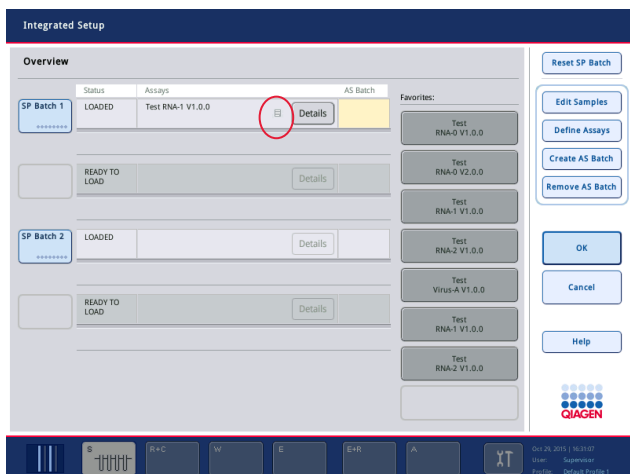 Integrated Setup
Overview
Status Assays AS Batch
SP Batch 1
LOADED Test RNA-1 V1.0.0 Details
READY TO
LOAD
Details
SP Batch 2
LOADED
Details
READY TO
LOAD
Details
Favorites:
Test
RNA-0 V1.0.0
Test
RNA-0 V2.0.0
Test
RNA-1 V1.0.0
Test
RNA-2 V1.0.0
Test
Virus-A V1.0.0
Test
RNA-1 V1.0.0
Test
RNA-2 V1.0.0
Reset SP Batch
Edit Samples
Define Assays
Create AS Batch
Remove AS Batch
OK
Cancel
Help
QIAGEN
S R+C W E E+R A
Oct 29, 2015 | 16:31:07
User: Supervisor
Profile: Default Profile 1